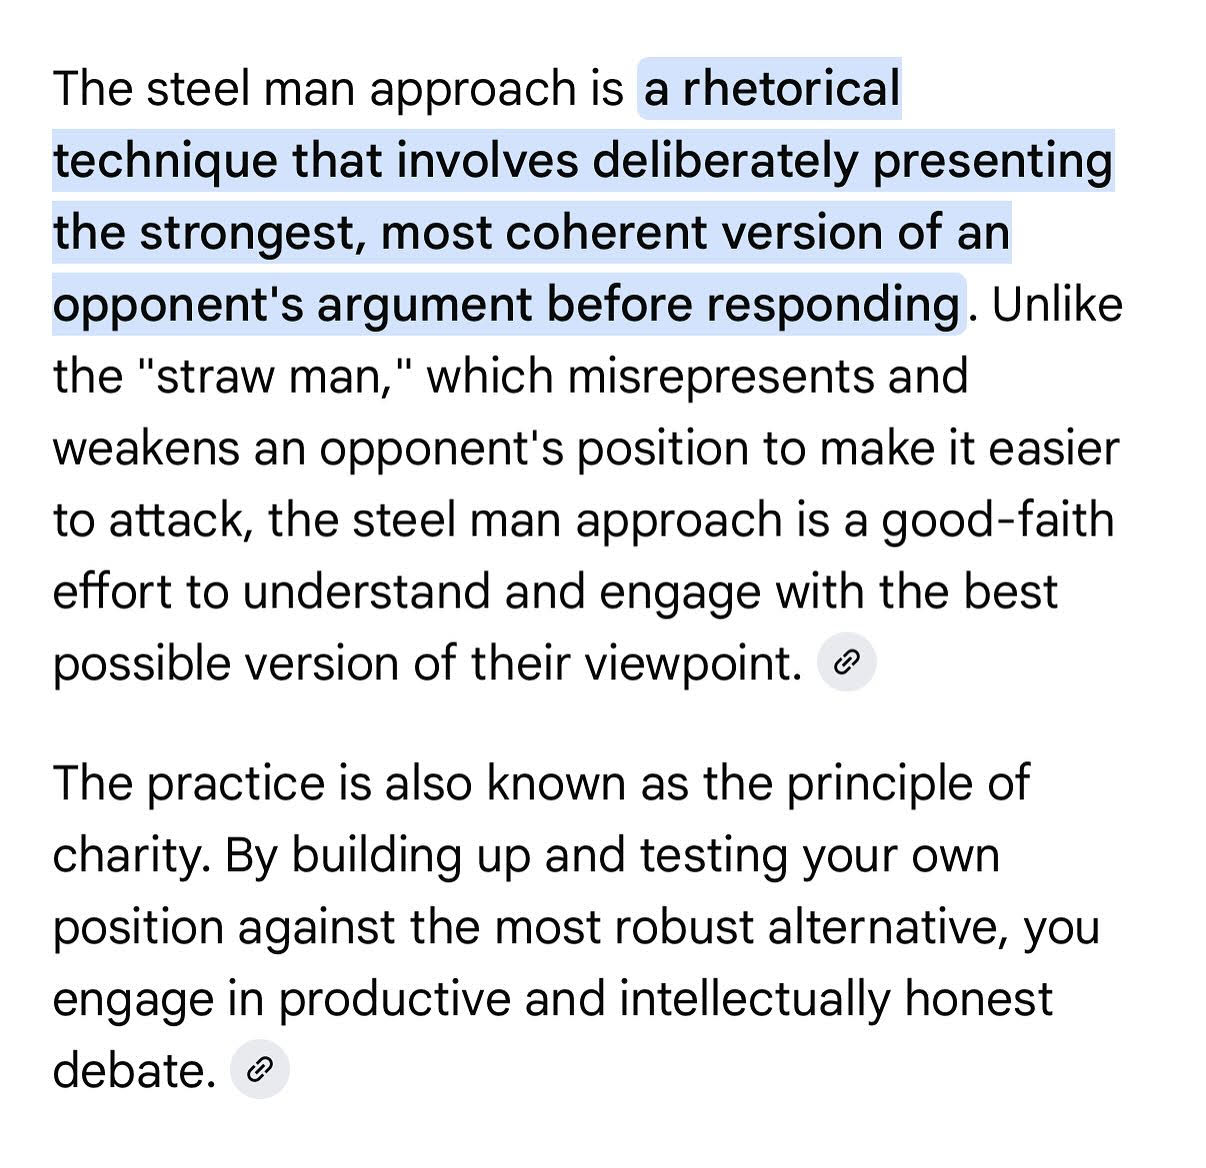 The steel man approach is a rhetorical
technique that involves deliberately presenting
the strongest, most coherent version of an
opponent's argument before responding. Unlike
the "straw man," which misrepresents and
weakens an opponent's position to make it easier
to attack, the steel man approach is a good-faith
effort to understand and engage with the best
possible version of their viewpoint.
The practice is also known as the principle of
charity. By building up and testing your own
position against the most robust alternative, you
engage in productive and intellectually honest
debate.